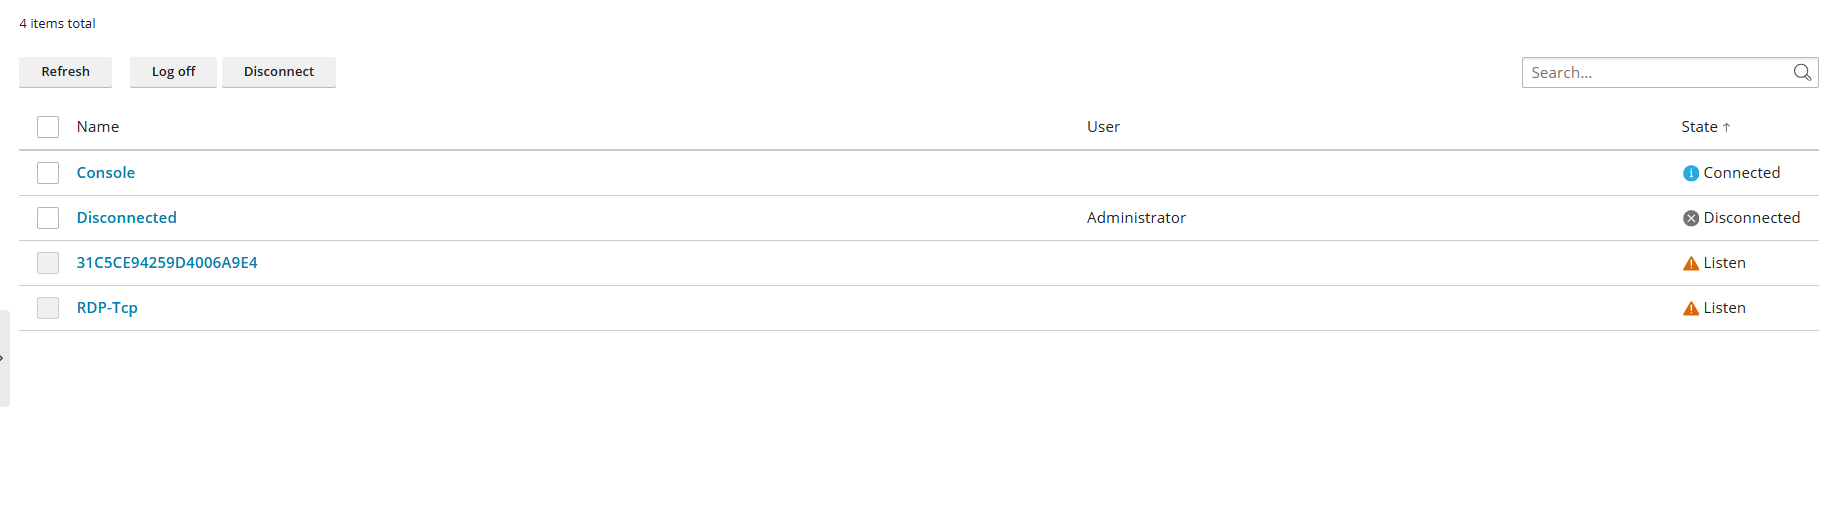 4 items total
Refresh Log off Disconnect Search...
Name User State ↑
Console Connected
Disconnected Administrator Disconnected
31C5CE94259D4006A9E4 Listen
RDP-Tcp Listen